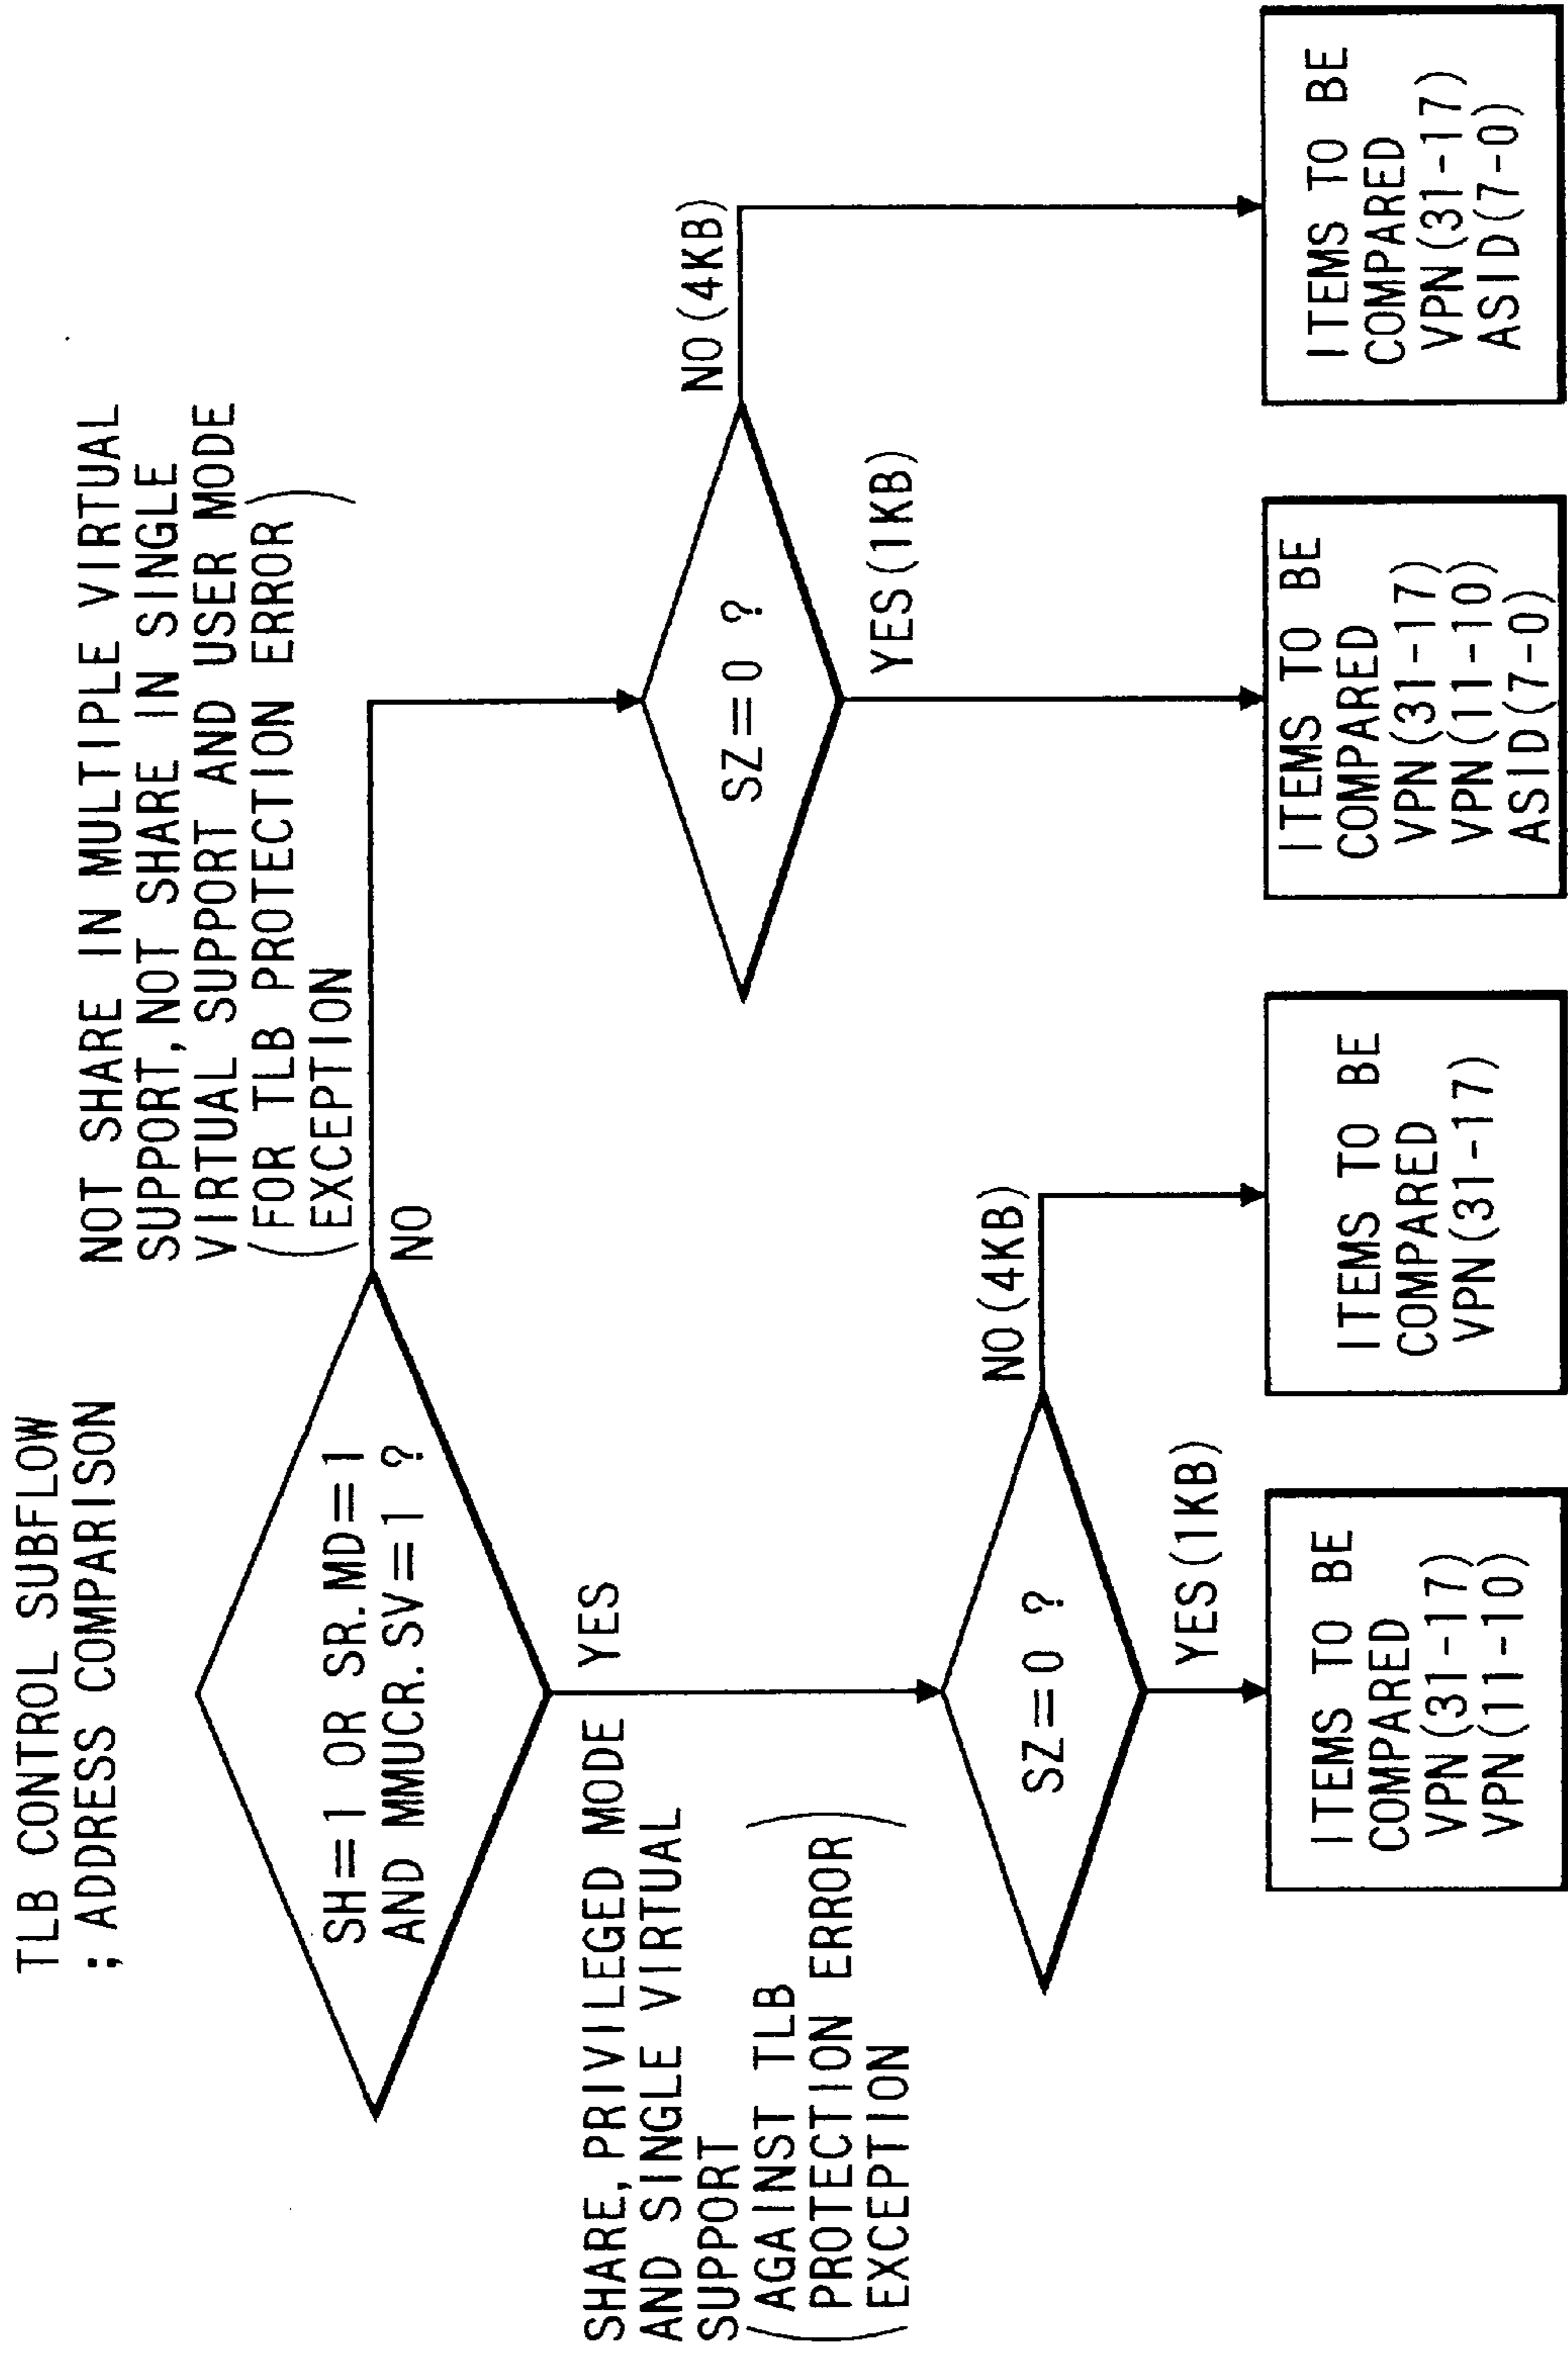 TLB CONTROL SUBFLOW
; ADDRESS COMPARISON
SH=1 OR SR.MD=1
AND MMUCR.SV=1 ?
NO
NOT SHARE IN MULTIPLE VIRTUAL
SUPPORT, NOT SHARE IN SINGLE
VIRTUAL SUPPORT AND USER MODE
(FOR TLB PROTECTION ERROR
EXCEPTION)
YES
SHARE, PRIVILEGED MODE
AND SINGLE VIRTUAL
SUPPORT
(AGAINST TLB
PROTECTION ERROR
EXCEPTION)
SZ=0 ?
NO(4KB)
YES(1KB)
SZ=0 ?
NO(4KB)
YES(1KB)
ITEMS TO BE
COMPARED
VPN(31-17)
VPN(11-10)
ITEMS TO BE
COMPARED
VPN(31-17)
ITEMS TO BE
COMPARED
VPN(31-17)
VPN(11-10)
ASID(7-0)
ITEMS TO BE
COMPARED
VPN(31-17)
ASID(7-0)